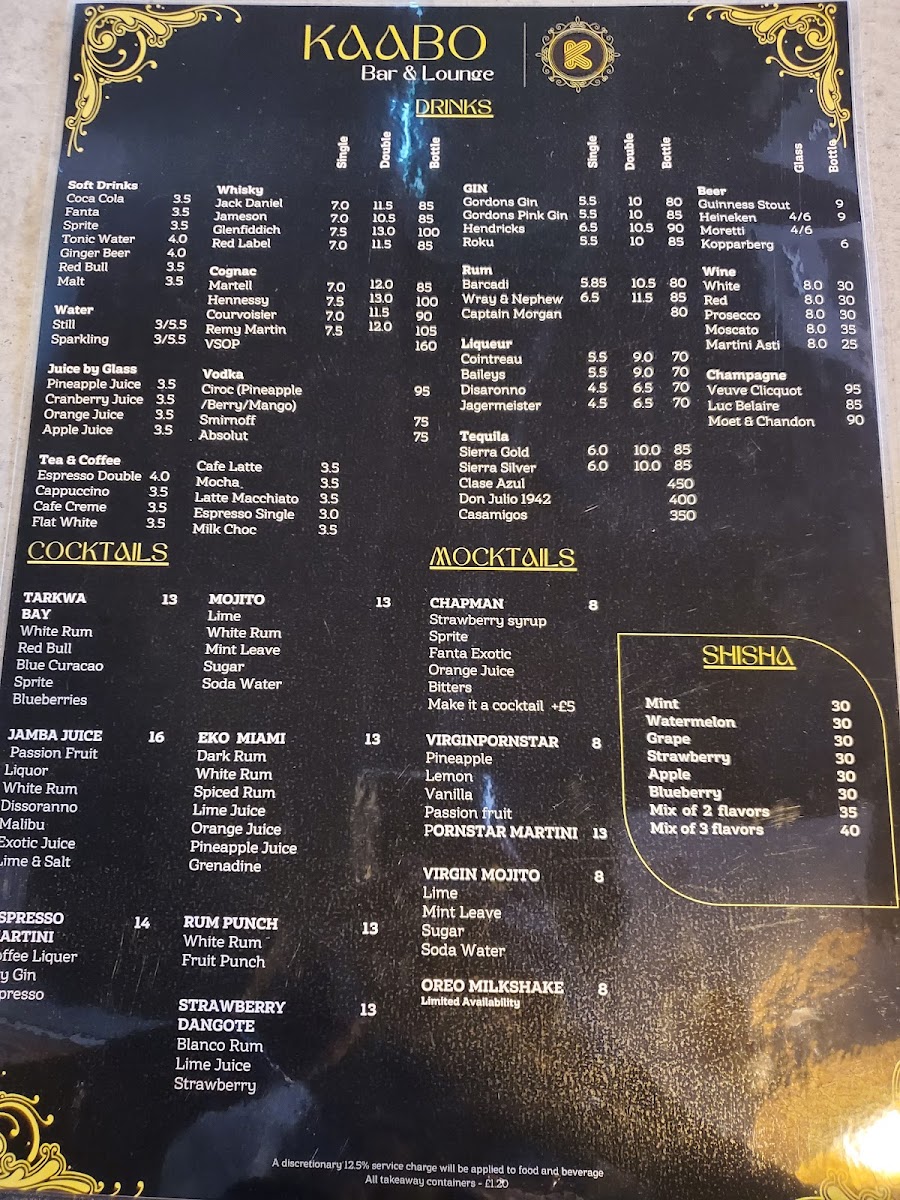 KAABO
Bar & Lounge
K
DRINKS
Single Double Bottle
Single Double Bottle
Glass Bottle
Soft Drinks
Coca Cola 3.5
Fanta 3.5
Sprite 3.5
Tonic Water 4.0
Ginger Beer 4.0
Red Bull 3.5
Malt 3.5
Water
Still 3/5.5
Sparkling 3/5.5
Juice by Glass
Pineapple Juice 3.5
Cranberry Juice 3.5
Orange Juice 3.5
Apple Juice 3.5
Tea & Coffee
Espresso Double 4.0
Cappuccino 3.5
Cafe Creme 3.5
Flat White 3.5
Whisky
Jack Daniel 7.0 11.5 85
Jameson 7.0 10.5 85
Glenfiddich 7.5 13.0 100
Red Label 7.0 11.5 85
Cognac
Martell 7.0 12.0 85
Hennessy 7.5 13.0 100
Courvoisier 7.0 11.5 90
Remy Martin 7.5 12.0 105
VSOP 160
Vodka
Ciroc (Pineapple 95
/Berry/Mango)
Smirnoff 75
Absolut 75
Cafe Latte 3.5
Mocha 3.5
Latte Macchiato 3.5
Espresso Single 3.0
Milk Choc 3.5
GIN
Gordons Gin 5.5 10 80
Gordons Pink Gin 5.5 10 85
Hendricks 6.5 10.5 90
Roku 5.5 10 85
Rum
Barcadi 5.85 10.5 80
Wray & Nephew 6.5 11.5 85
Captain Morgan 80
Liqueur
Cointreau 5.5 9.0 70
Baileys 5.5 9.0 70
Disaronno 4.5 6.5 70
Jagermeister 4.5 6.5 70
Tequila
Sierra Gold 6.0 10.0 85
Sierra Silver 6.0 10.0 85
Clase Azul 450
Don Julio 1942 400
Casamigos 350
Beer
Guinness Stout 9
Heineken 4/6 9
Moretti 4/6
Kopparberg 6
Wine
White 8.0 30
Red 8.0 30
Prosecco 8.0 30
Moscato 8.0 35
Martini Asti 8.0 25
Champagne
Veuve Clicquot 95
Luc Belaire 85
Moet & Chandon 90
COCKTAILS
TARKWA 13
BAY
White Rum
Red Bull
Blue Curacao
Sprite
Blueberries
JAMBA JUICE 16
Passion Fruit
Liquor
White Rum
Dissoranno
Malibu
Exotic Juice
Lime & Salt
SPRESSO 14
ARTINI
offee Liquer
y Gin
presso
MOJITO 13
Lime
White Rum
Mint Leave
Sugar
Soda Water
EKO MIAMI 13
Dark Rum
White Rum
Spiced Rum
Lime Juice
Orange Juice
Pineapple Juice
Grenadine
RUM PUNCH 13
White Rum
Fruit Punch
STRAWBERRY 13
DANGOTE
Blanco Rum
Lime Juice
Strawberry
MOCKTAILS
CHAPMAN 8
Strawberry syrup
Sprite
Fanta Exotic
Orange Juice
Bitters
Make it a cocktail +£5
VIRGINPORNSTAR 8
Pineapple
Lemon
Vanilla
Passion fruit
PORNSTAR MARTINI 13
VIRGIN MOJITO 8
Lime
Mint Leave
Sugar
Soda Water
OREO MILKSHAKE 8
Limited Availability
SHISHA
Mint 30
Watermelon 30
Grape 30
Strawberry 30
Apple 30
Blueberry 30
Mix of 2 flavors 35
Mix of 3 flavors 40
A discretionary 12.5% service charge will be applied to food and beverage
All takeaway containers - £1.20